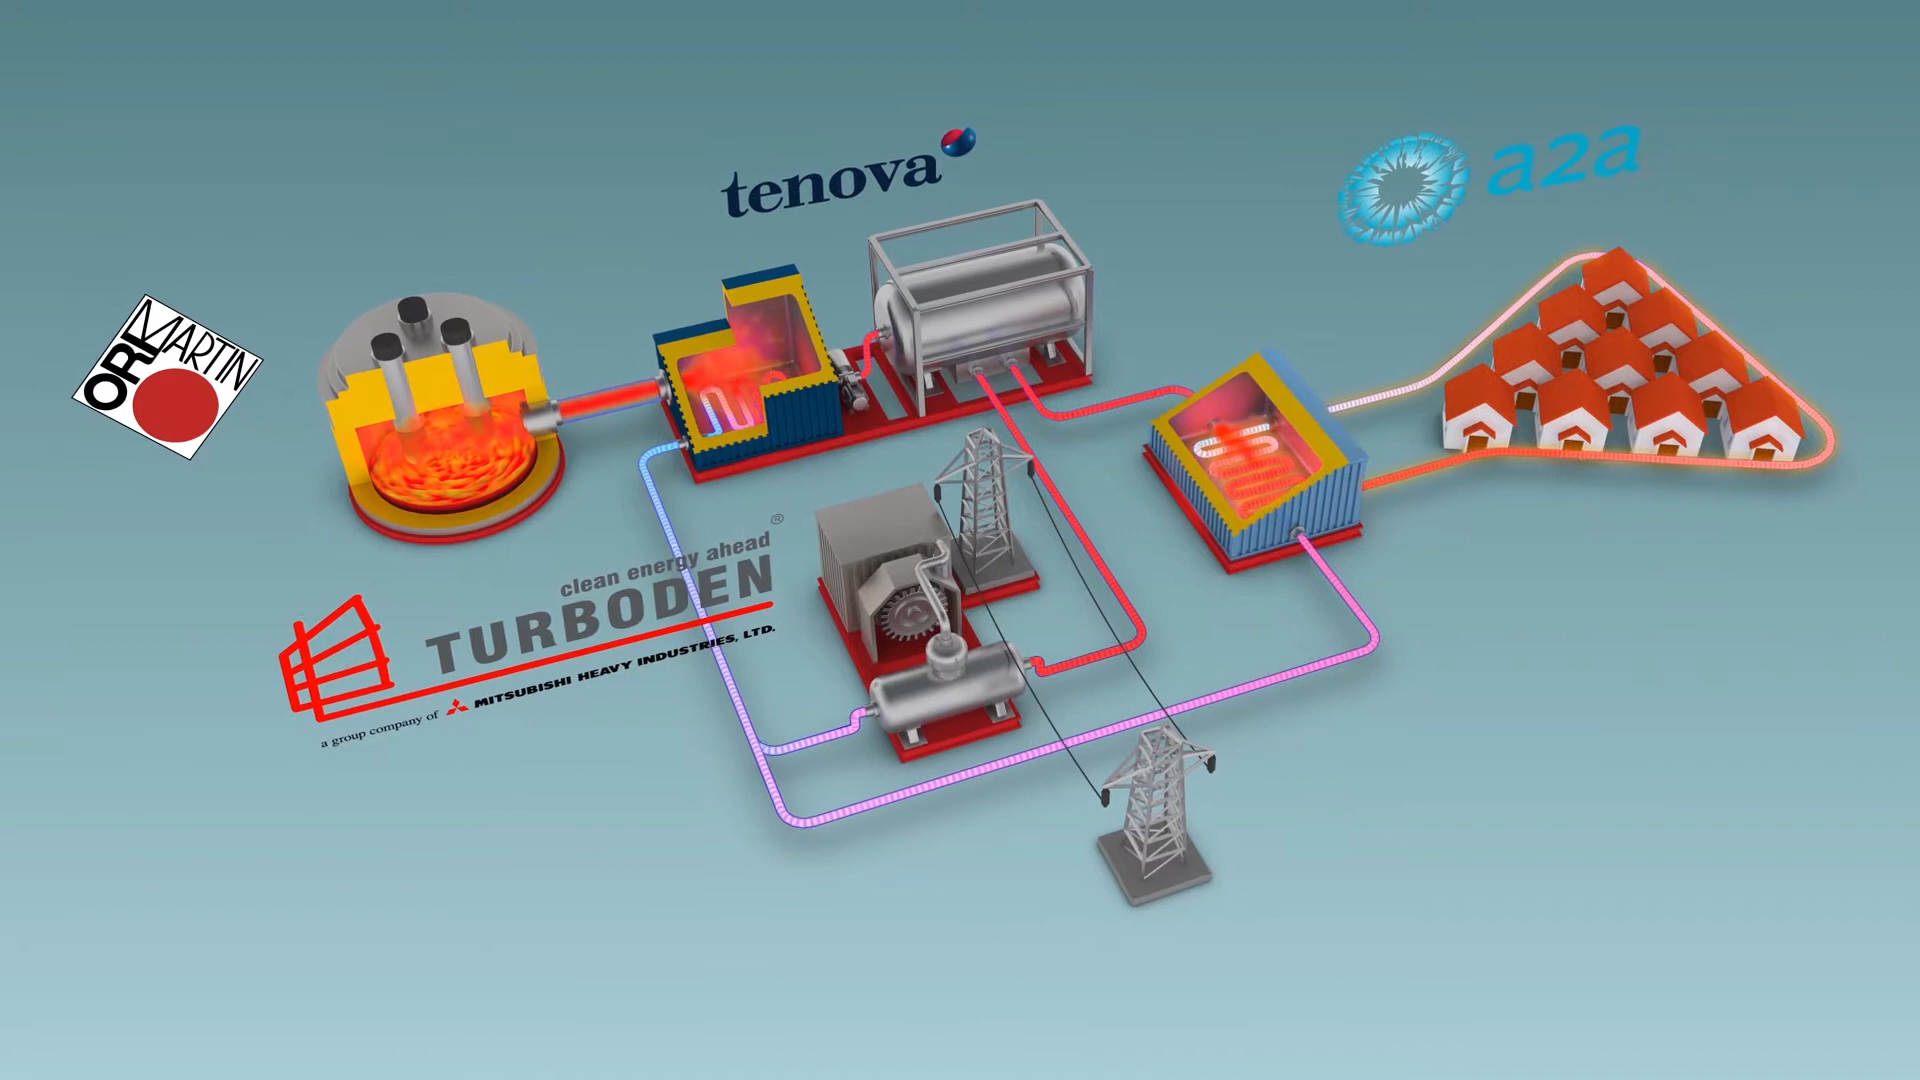 tenova
a2a
ORI
MARTIN
clean energy ahead ®
TURBODEN
a group company of MITSUBISHI HEAVY INDUSTRIES, LTD.